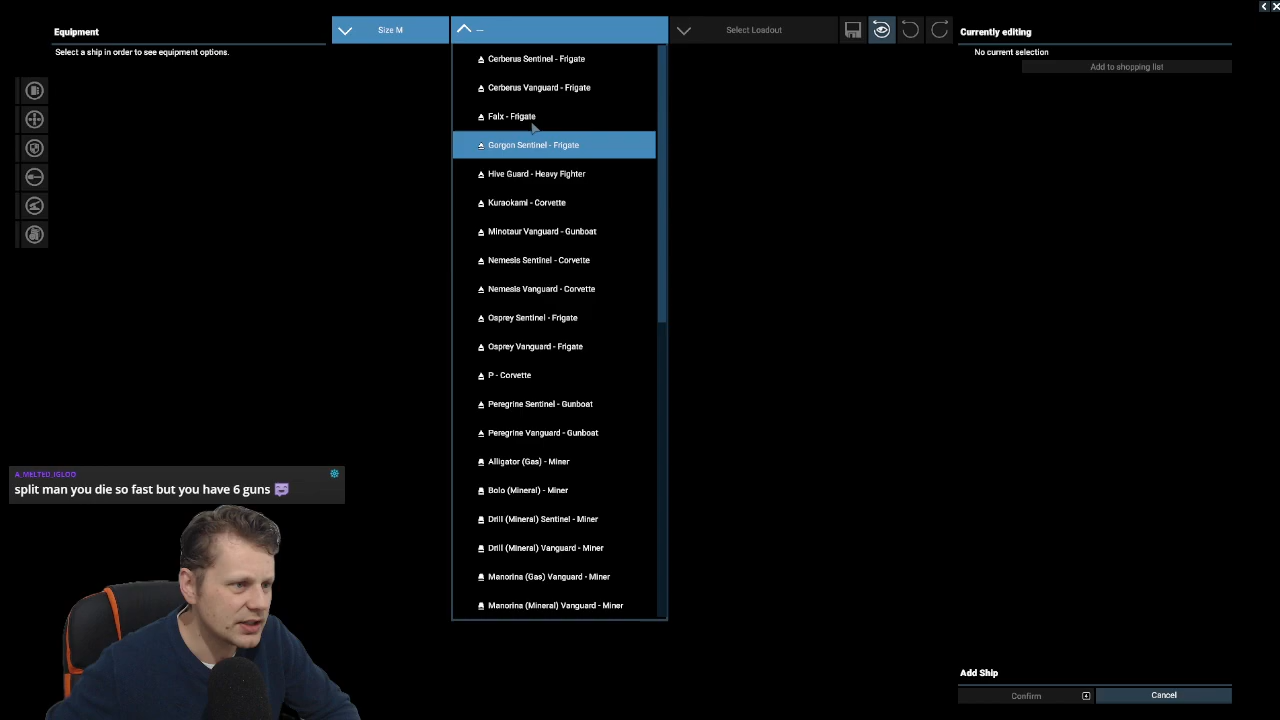 Equipment
Select a ship in order to see equipment options.
Size M
--
Select Loadout
Currently editing
No current selection
Add to shopping list
Cerberus Sentinel - Frigate
Cerberus Vanguard - Frigate
Falx - Frigate
Gorgon Sentinel - Frigate
Hive Guard - Heavy Fighter
Kuraokami - Corvette
Minotaur Vanguard - Gunboat
Nemesis Sentinel - Corvette
Nemesis Vanguard - Corvette
Osprey Sentinel - Frigate
Osprey Vanguard - Frigate
P - Corvette
Peregrine Sentinel - Gunboat
Peregrine Vanguard - Gunboat
Alligator (Gas) - Miner
Bolo (Mineral) - Miner
Drill (Mineral) Sentinel - Miner
Drill (Mineral) Vanguard - Miner
Manorina (Gas) Vanguard - Miner
Manorina (Mineral) Vanguard - Miner
A_MELTED_IGLOO
split man you die so fast but you have 6 guns
Add Ship
Confirm
Cancel